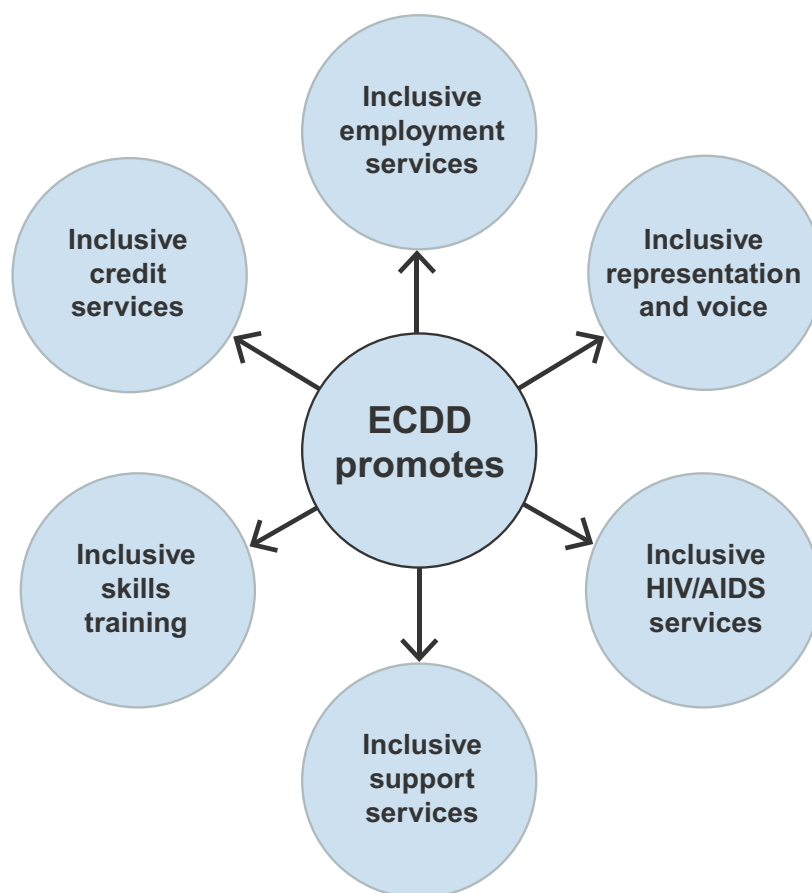 Inclusive
employment
services
Inclusive
credit
services
Inclusive
representation
and voice
ECDD
promotes
Inclusive
skills
training
Inclusive
HIV/AIDS
services
Inclusive
support
services